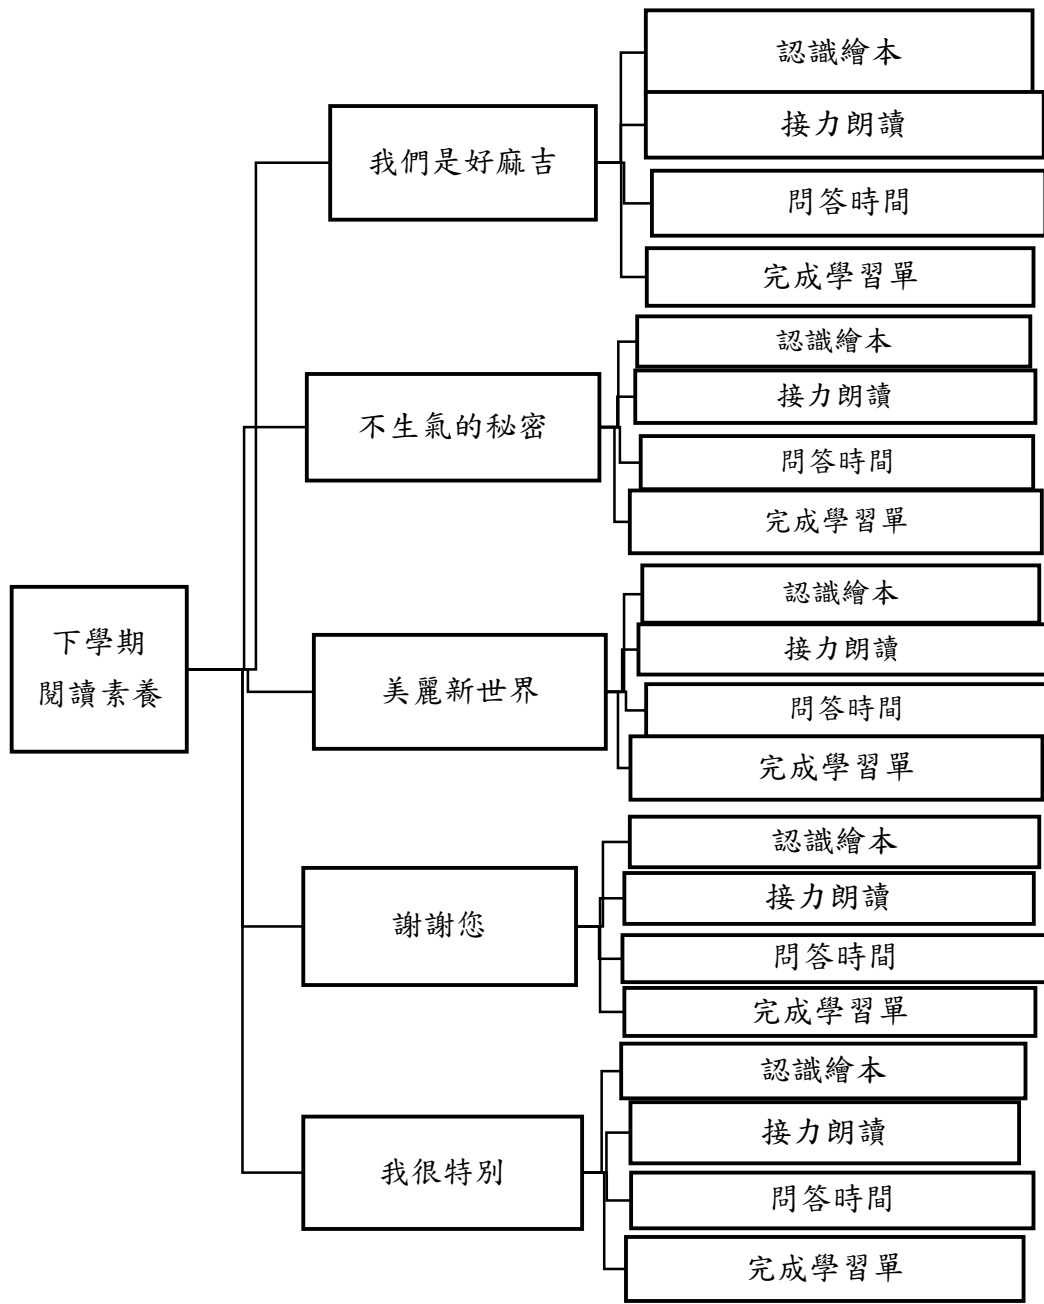 下學期
閱讀素養
我們是好麻吉
認識繪本
接力朗讀
問答時間
完成學習單
不生氣的秘密
認識繪本
接力朗讀
問答時間
完成學習單
美麗新世界
認識繪本
接力朗讀
問答時間
完成學習單
謝謝您
認識繪本
接力朗讀
問答時間
完成學習單
我很特別
認識繪本
接力朗讀
問答時間
完成學習單